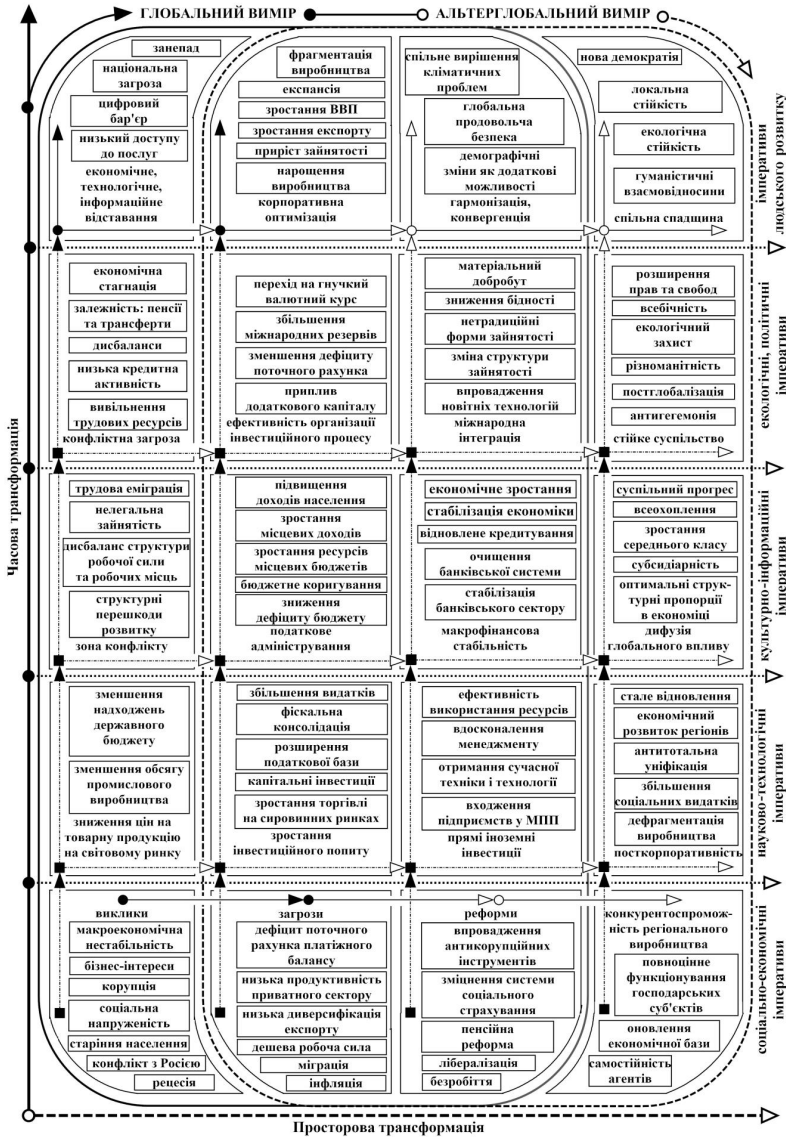 ГЛОБАЛЬНИЙ ВИМІР
АЛЬТЕРГЛОБАЛЬНИЙ ВИМІР
занепад
національна
загроза
цифровий
бар'єр
низький доступу
до послуг
економічне,
технологічне,
інформаційне
відставання
фрагментація
виробництва
експансія
зростання ВВП
зростання експорту
приріст зайнятості
нарощення
виробництва
корпоративна
оптимізація
спільне вирішення
кліматичних
проблем
глобальна
продовольча
безпека
демографічні
зміни як додаткові
можливості
гармонізація,
конвергенція
нова демократія
локальна
стійкість
екологічна
стійкість
гуманістичні
взаємовідносини
спільна спадщина
імперативи
людського розвитку
економічна
стагнація
залежність: пенсії
та трансферти
дисбаланси
низька кредитна
активність
вивільнення
трудових ресурсів
конфліктна загроза
перехід на гнучкий
валютний курс
збільшення
міжнародних резервів
зменшення дефіциту
поточного рахунка
приплив
додаткового капіталу
ефективність організації
інвестиційного процесу
матеріальний
добробут
зниження бідності
нетрадиційні
форми зайнятості
зміна структури
зайнятості
впровадження
новітніх технологій
міжнародна
інтеграція
розширення
прав та свобод
всебічність
екологічний
захист
різноманітність
постглобалізація
антигегемонія
стійке суспільство
екологічні, політичні
імперативи
трудова еміграція
нелегальна
зайнятість
дисбаланс структури
робочої сили
та робочих місць
структурні
перешкоди
розвитку
зона конфлікту
підвищення
доходів населення
зростання
місцевих доходів
зростання ресурсів
місцевих бюджетів
бюджетне коригування
зниження
дефіциту бюджету
податкове
адміністрування
економічне зростання
стабілізація економіки
відновлене кредитування
очищення
банківської системи
стабілізація
банківського сектору
макрофінансова
стабільність
суспільний прогрес
всеохоплення
зростання
середнього класу
субсидіарність
оптимальні струк-
турні пропорції
в економіці
дифузія
глобального впливу
культурно-інформаційні
імперативи
зменшення
надходжень
державного
бюджету
зменшення обсягу
промислового
виробництва
зниження цін на
товарну продукцію
на світовому ринку
збільшення видатків
фіскальна
консолідація
розширення
податкової бази
капітальні інвестиції
зростання торгівлі
на сировинних ринках
зростання
інвестиційного попиту
ефективність
використання ресурсів
вдосконалення
менеджменту
отримання сучасної
техніки і технології
входження
підприємств у МПП
прямі іноземні
інвестиції
стале відновлення
економічний
розвиток регіонів
антитотальна
уніфікація
збільшення
соціальних видатків
дефрагментація
виробництва
посткорпоративність
науково-технологічні
імперативи
виклики
макроекономічна
нестабільність
бізнес-інтереси
корупція
соціальна
напруженість
старіння населення
конфлікт з Росією
рецесія
загрози
дефіцит поточного
рахунка платіжного
балансу
низька продуктивність
приватного сектору
низька диверсифікація
експорту
дешева робоча сила
міграція
інфляція
реформи
впровадження
антикорупційних
інструментів
зміцнення системи
соціального
страхування
пенсійна
реформа
лібералізація
безробіття
конкурентоспромож-
ність регіонального
виробництва
повноцінне
функціонування
господарських
суб'єктів
оновлення
економічної бази
самостійність
агентів
соціально-економічні
імперативи
Часова трансформація
Просторова трансформація